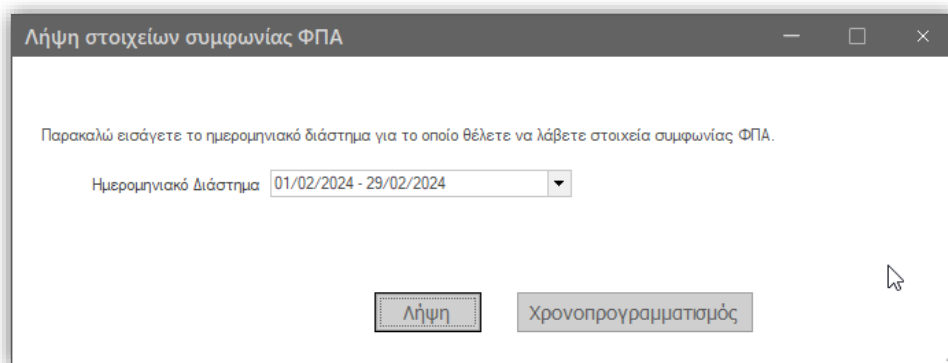 Λήψη στοιχείων συμφωνίας ΦΠΑ
Παρακαλώ εισάγετε το ημερομηνιακό διάστημα για το οποίο θέλετε να λάβετε στοιχεία συμφωνίας ΦΠΑ.
Ημερομηνιακό Διάστημα 01/02/2024 - 29/02/2024
Λήψη Χρονοπρογραμματισμός